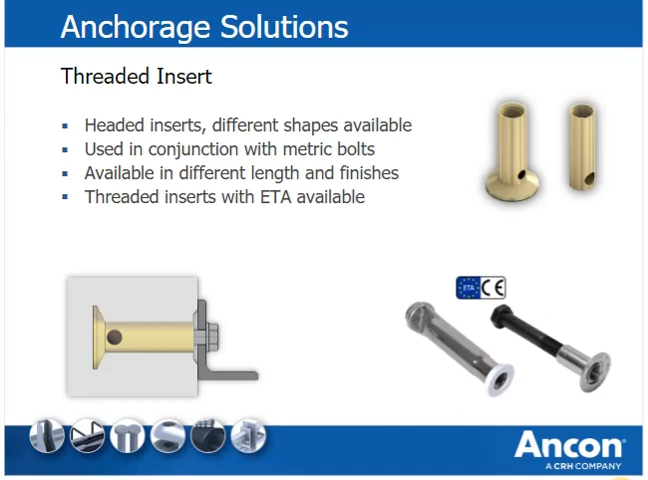 Anchorage Solutions
Threaded Insert
Headed inserts, different shapes available
Used in conjunction with metric bolts
Available in different length and finishes
Threaded inserts with ETA available
ETA CE
Ancon®
A CRH COMPANY